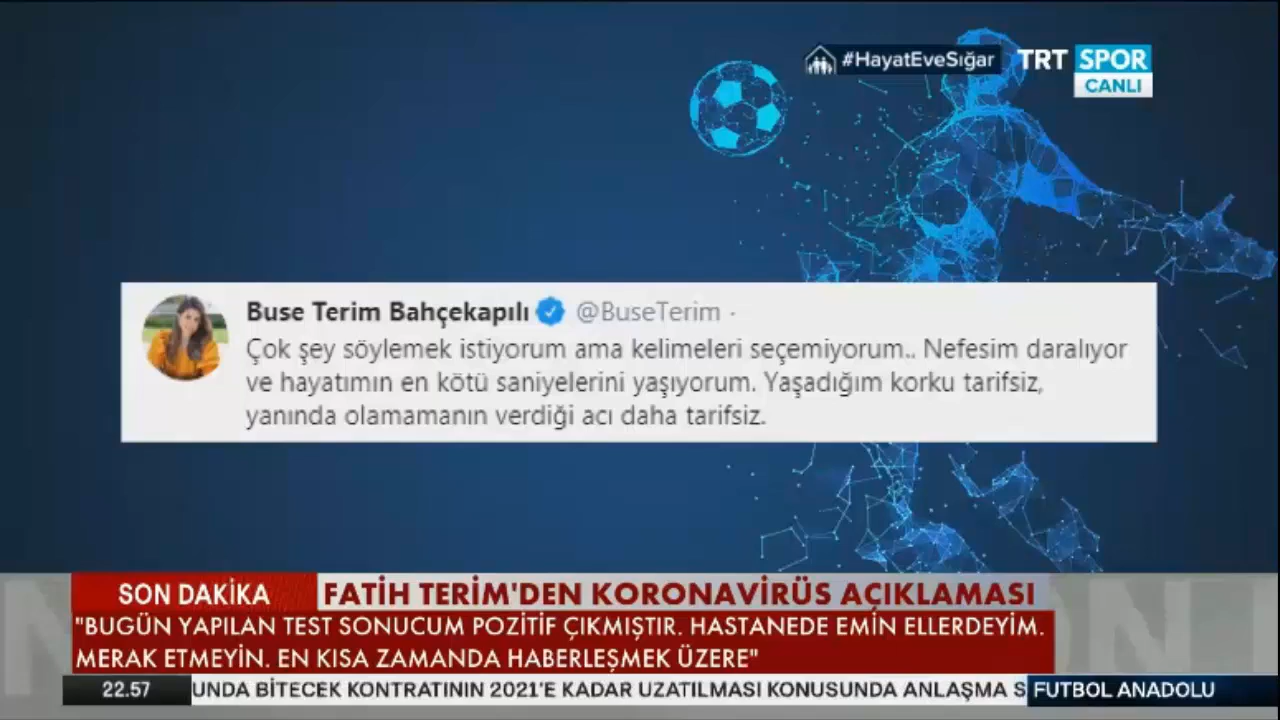 #HayatEveSığar
TRT SPOR
CANLI
Buse Terim Bahçekapılı @BuseTerim ·
Çok şey söylemek istiyorum ama kelimeleri seçemiyorum.. Nefesim daralıyor
ve hayatımın en kötü saniyelerini yaşıyorum. Yaşadığım korku tarifsiz,
yanında olamamanın verdiği acı daha tarifsiz.
SON DAKİKA
FATİH TERİM'DEN KORONAVİRÜS AÇIKLAMASI
"BUGÜN YAPILAN TEST SONUCUM POZİTİF ÇIKMIŞTIR. HASTANEDE EMİN ELLERDEYİM.
MERAK ETMEYİN. EN KISA ZAMANDA HABERLEŞMEK ÜZERE"
22.57
UNDA BİTECEK KONTRATININ 2021'E KADAR UZATILMASI KONUSUNDA ANLAŞMA S
FUTBOL ANADOLU